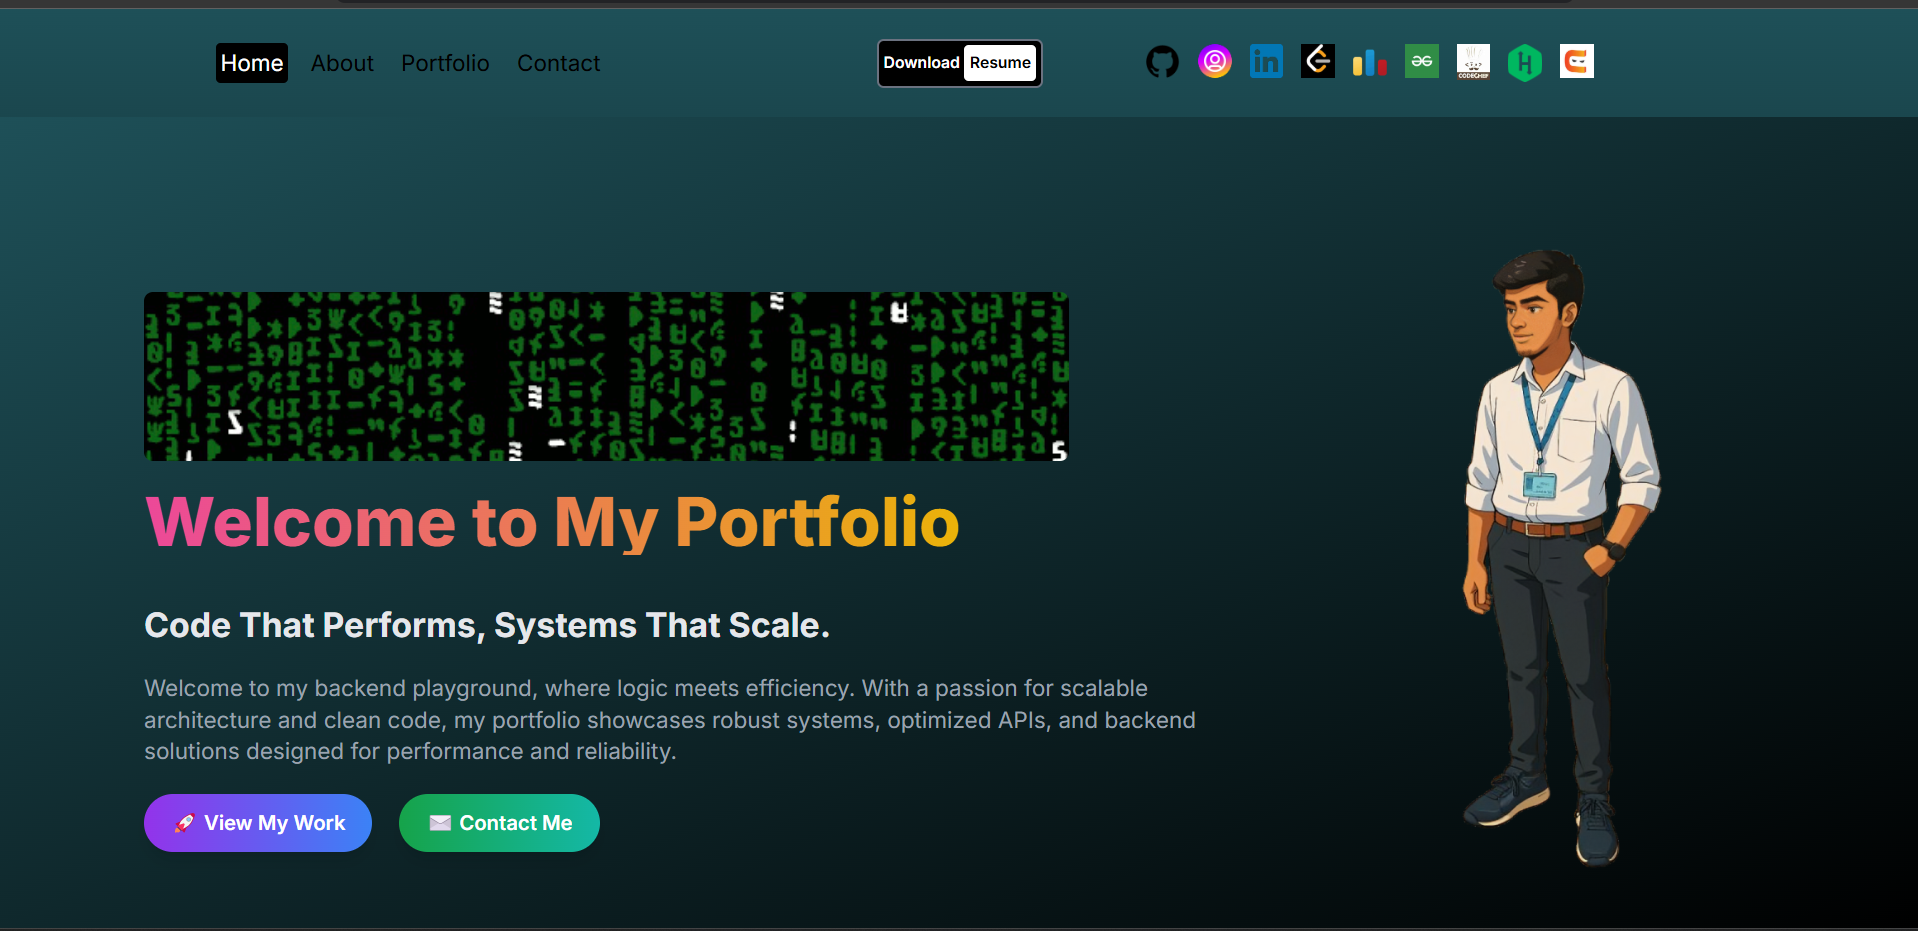 Home About Portfolio Contact Download Resume
CODECHEF
Welcome to My Portfolio
Code That Performs, Systems That Scale.
Welcome to my backend playground, where logic meets efficiency. With a passion for scalable
architecture and clean code, my portfolio showcases robust systems, optimized APIs, and backend
solutions designed for performance and reliability.
🚀 View My Work ✉️ Contact Me